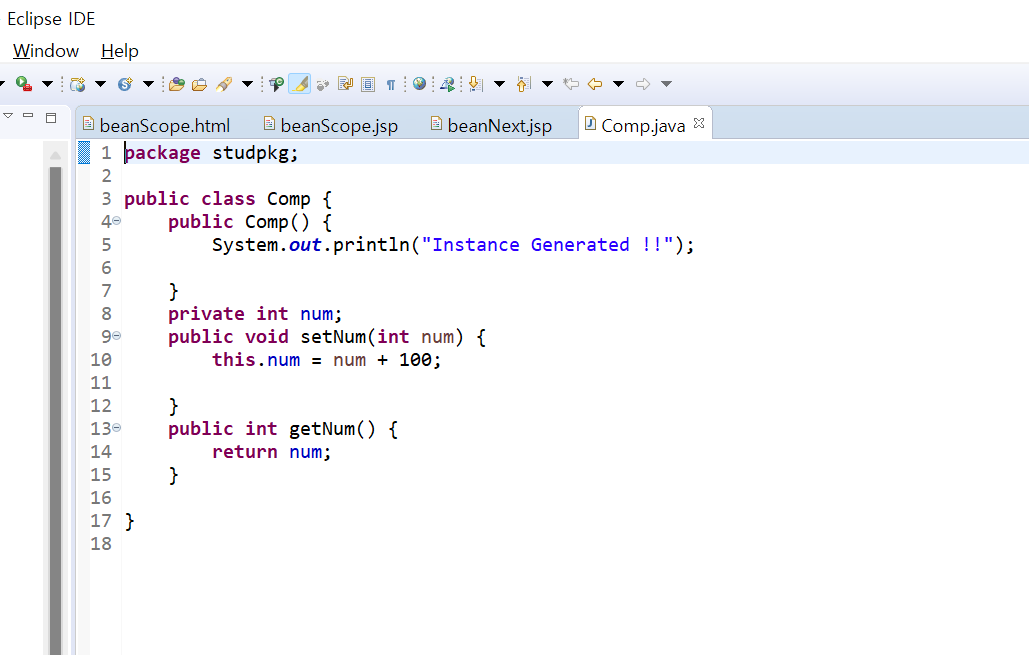 Eclipse IDE
Window Help
beanScope.html beanScope.jsp beanNext.jsp Comp.java
1 package studpkg;
2
3 public class Comp {
4 public Comp() {
5 System.out.println("Instance Generated !!");
6
7 }
8 private int num;
9 public void setNum(int num) {
10 this.num = num + 100;
11
12 }
13 public int getNum() {
14 return num;
15 }
16
17 }
18